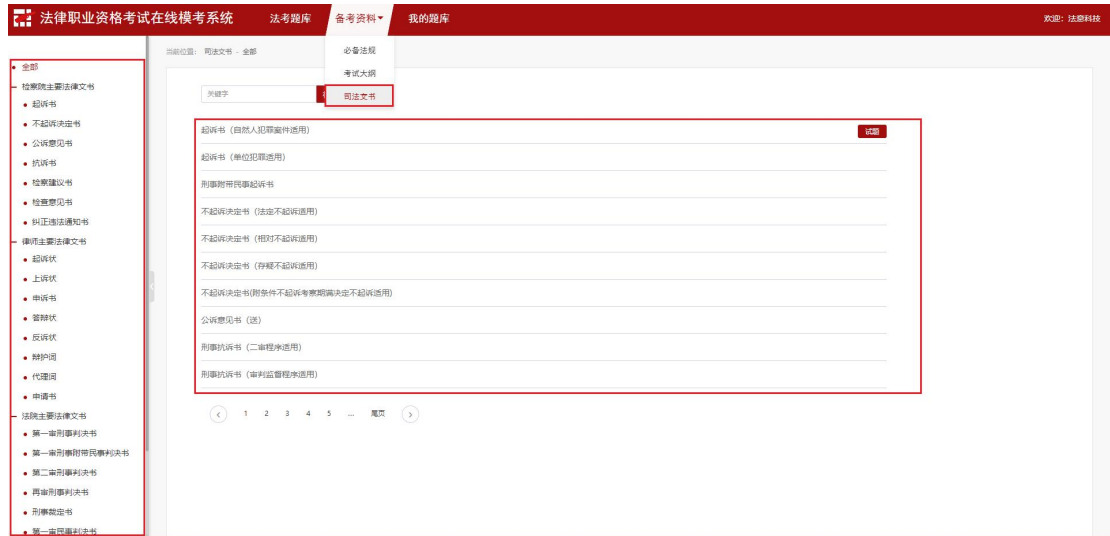 法律职业资格考试在线模考系统
法考题库
备考资料
我的题库
欢迎：法意科技
必备法规
考试大纲
司法文书
当前位置： 司法文书 - 全部
全部
检察院主要法律文书
起诉书
不起诉决定书
公诉意见书
抗诉书
检察建议书
检查意见书
纠正违法通知书
律师主要法律文书
起诉状
上诉状
申诉书
答辩状
反诉状
辩护词
代理词
申请书
法院主要法律文书
第一审刑事判决书
第一审刑事附带民事判决书
第二审刑事判决书
再审刑事判决书
刑事裁定书
第一审民事判决书
关键字
起诉书（自然人犯罪案件适用）
试题
起诉书（单位犯罪适用）
刑事附带民事起诉书
不起诉决定书（法定不起诉适用）
不起诉决定书（相对不起诉适用）
不起诉决定书（存疑不起诉适用）
不起诉决定书(附条件不起诉考察期满决定不起诉适用)
公诉意见书（送）
刑事抗诉书（二审程序适用）
刑事抗诉书（审判监督程序适用）
1 2 3 4 5 ... 尾页